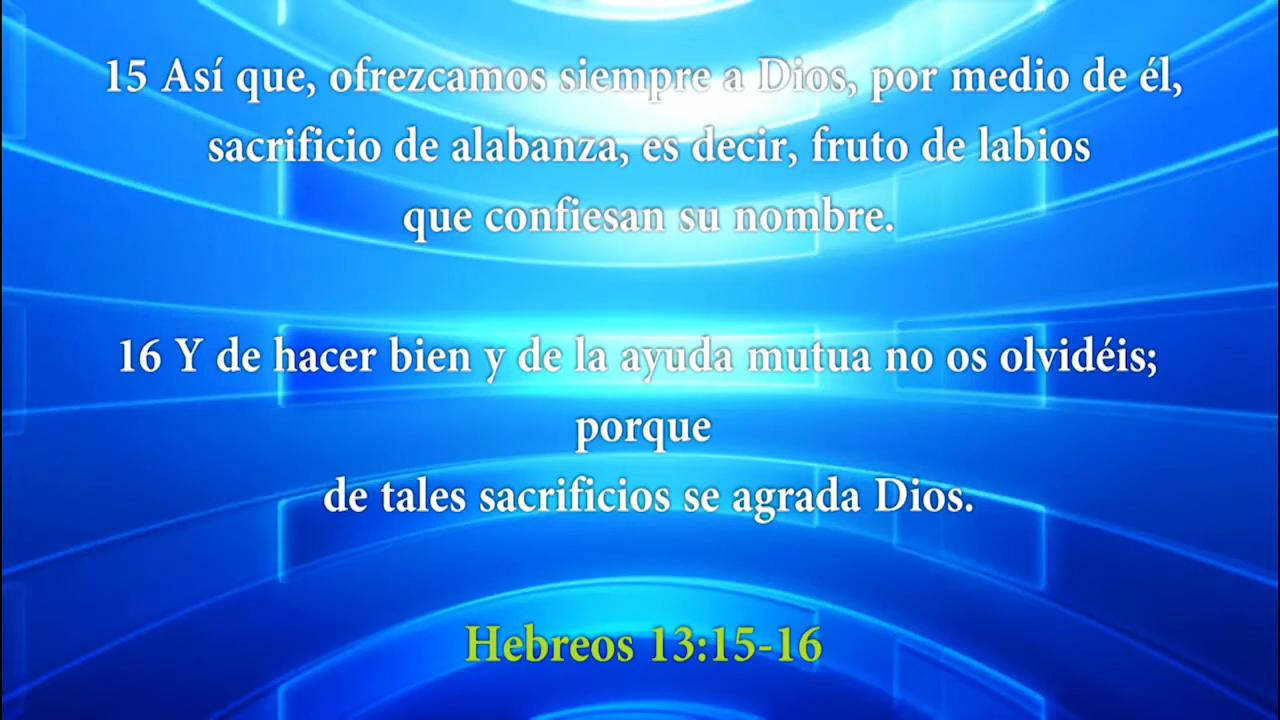 15 Así que, ofrezcamos siempre a Dios, por medio de él,
sacrificio de alabanza, es decir, fruto de labios
que confiesan su nombre.
16 Y de hacer bien y de la ayuda mutua no os olvidéis;
porque
de tales sacrificios se agrada Dios.
Hebreos 13:15-16